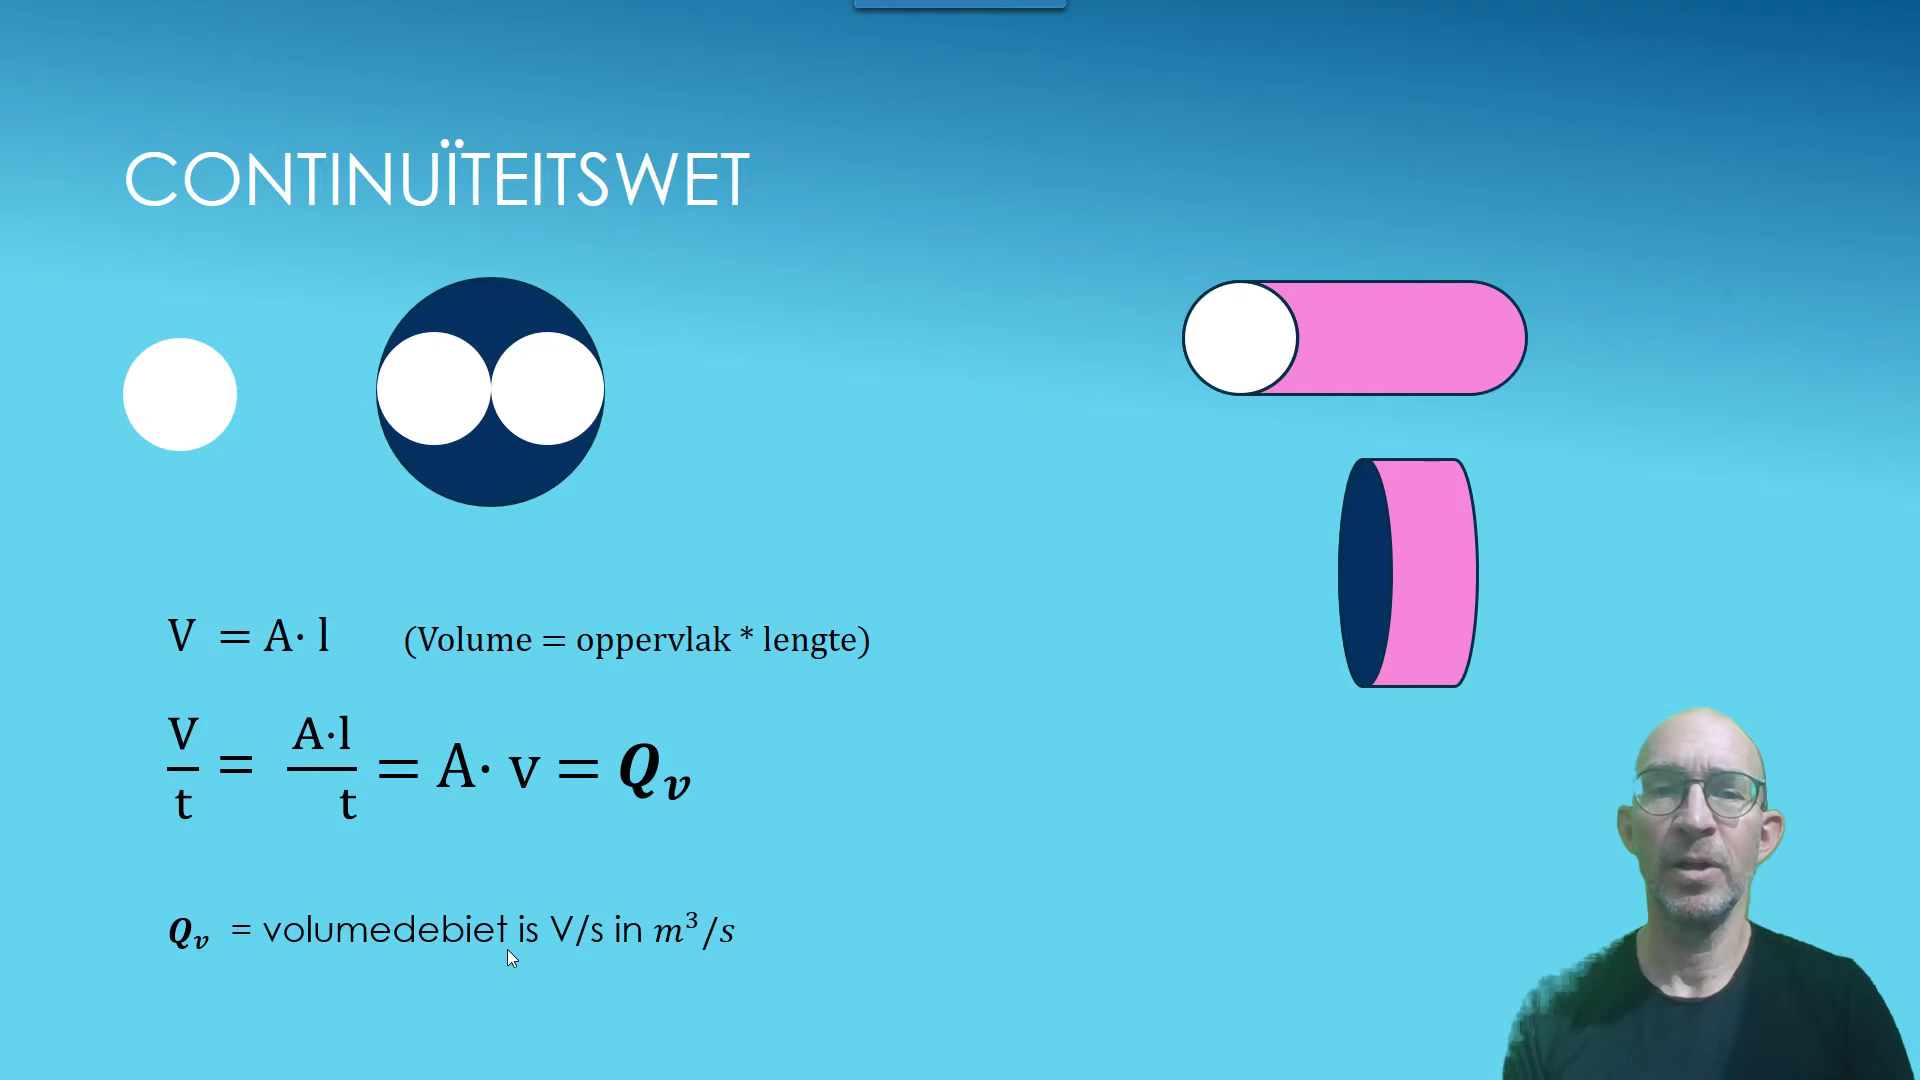 CONTINUÏTEITSWET
V = A· l (Volume = oppervlak * lengte)
V/t = A·l/t = A· v = Qᵥ
Qᵥ = volumedebiet is V/s in m³/s